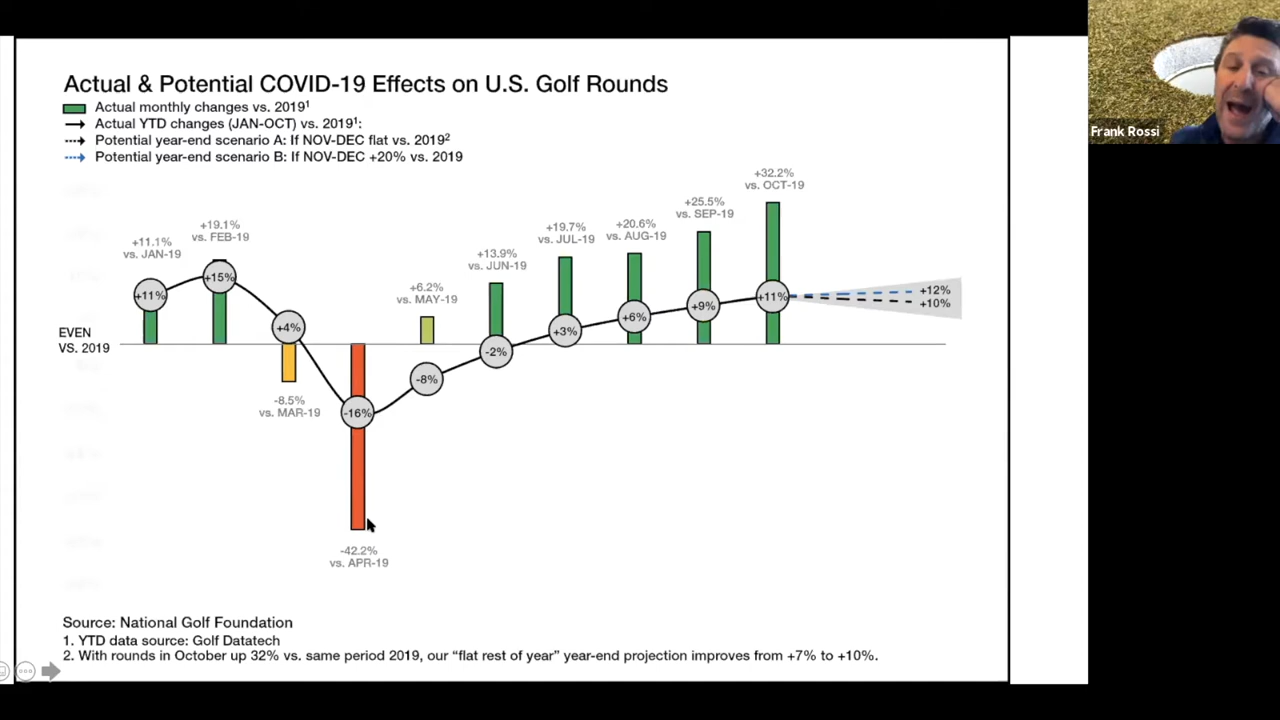 Actual & Potential COVID-19 Effects on U.S. Golf Rounds
Actual monthly changes vs. 2019¹
Actual YTD changes (JAN-OCT) vs. 2019¹:
Potential year-end scenario A: If NOV-DEC flat vs. 2019²
Potential year-end scenario B: If NOV-DEC +20% vs. 2019
Frank Rossi
+11.1%
vs. JAN-19
+19.1%
vs. FEB-19
-8.5%
vs. MAR-19
-42.2%
vs. APR-19
+6.2%
vs. MAY-19
+13.9%
vs. JUN-19
+19.7%
vs. JUL-19
+20.6%
vs. AUG-19
+25.5%
vs. SEP-19
+32.2%
vs. OCT-19
+11%
+15%
+4%
-16%
-8%
-2%
+3%
+6%
+9%
+11%
+12%
+10%
EVEN
VS. 2019
Source: National Golf Foundation
1. YTD data source: Golf Datatech
2. With rounds in October up 32% vs. same period 2019, our “flat rest of year” year-end projection improves from +7% to +10%.